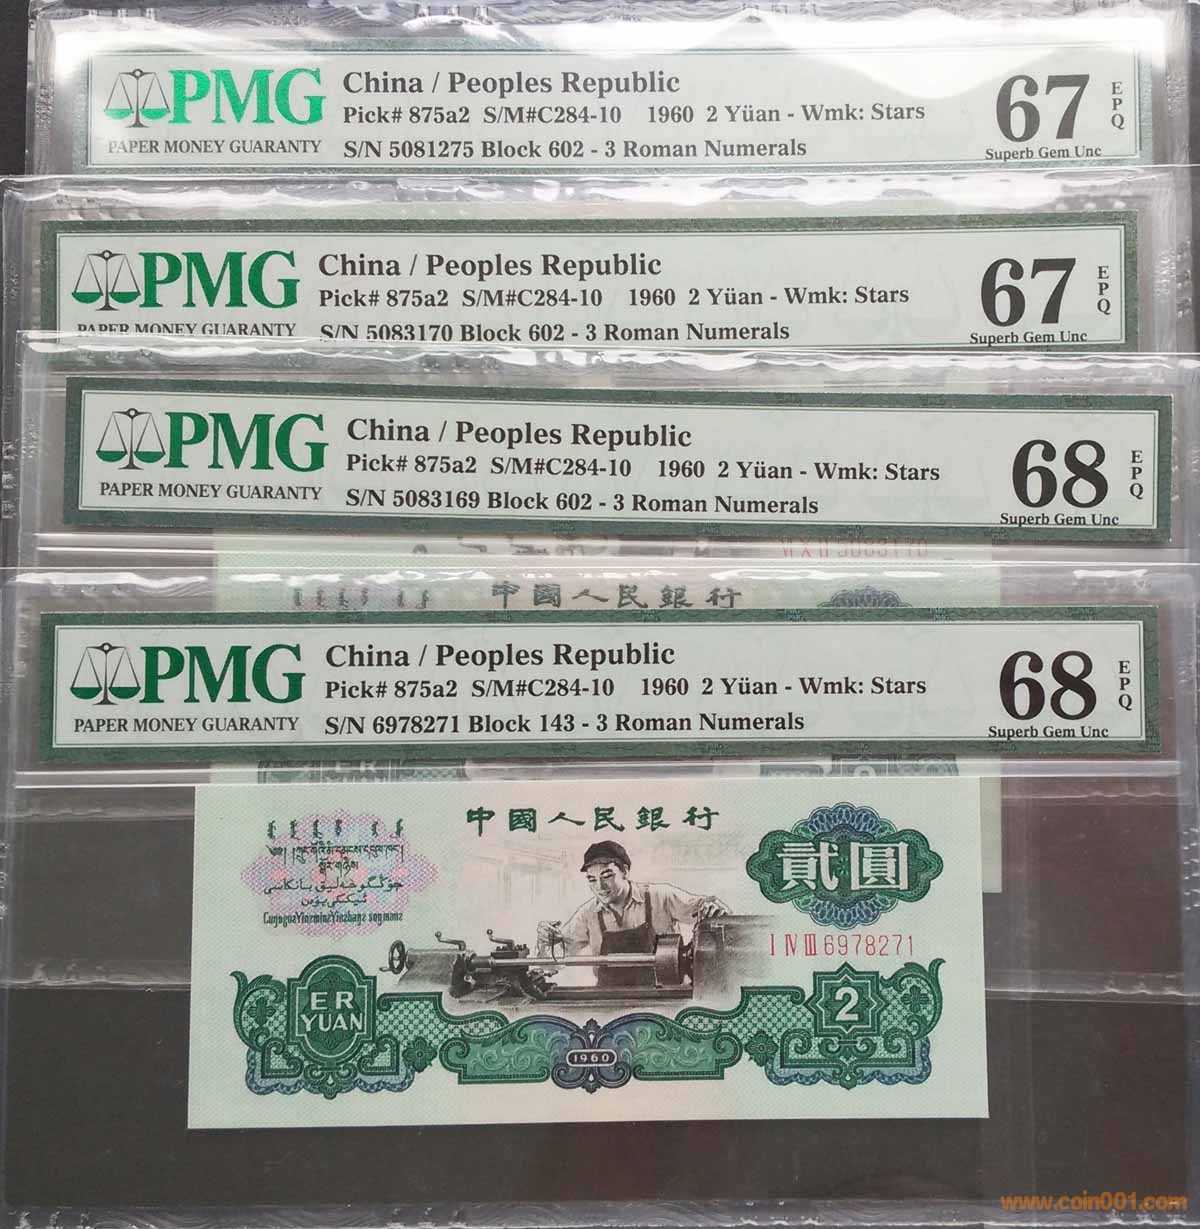 PMG
PAPER MONEY GUARANTY
China / Peoples Republic
Pick# 875a2 S/M#C284-10 1960 2 Yüan - Wmk: Stars
S/N 5081275 Block 602 - 3 Roman Numerals
67
EPQ
Superb Gem Unc
PMG
PAPER MONEY GUARANTY
China / Peoples Republic
Pick# 875a2 S/M#C284-10 1960 2 Yüan - Wmk: Stars
S/N 5083170 Block 602 - 3 Roman Numerals
67
EPQ
Superb Gem Unc
PMG
PAPER MONEY GUARANTY
China / Peoples Republic
Pick# 875a2 S/M#C284-10 1960 2 Yüan - Wmk: Stars
S/N 5083169 Block 602 - 3 Roman Numerals
68
EPQ
Superb Gem Unc
中國人民銀行
PMG
PAPER MONEY GUARANTY
China / Peoples Republic
Pick# 875a2 S/M#C284-10 1960 2 Yüan - Wmk: Stars
S/N 6978271 Block 143 - 3 Roman Numerals
68
EPQ
Superb Gem Unc
中國人民銀行
貳圓
I IV III 6978271
ER
YUAN
2
1960
www.coin001.com